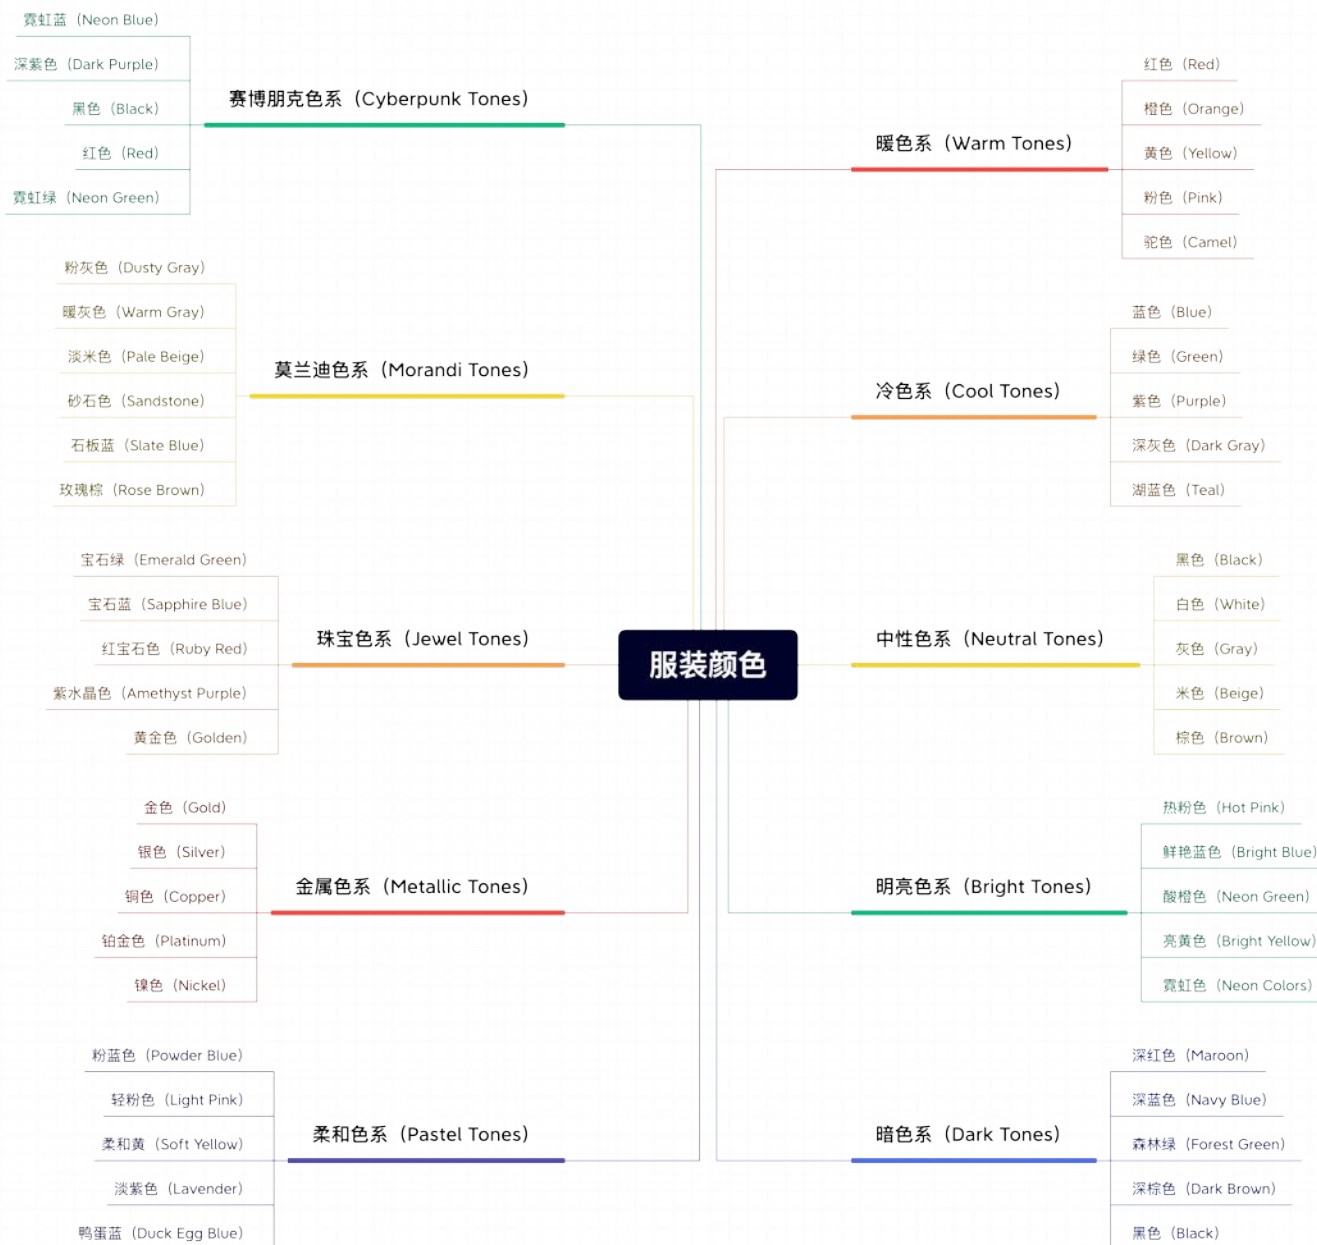 服装颜色
赛博朋克色系（Cyberpunk Tones）
霓虹蓝（Neon Blue）
深紫色（Dark Purple）
黑色（Black）
红色（Red）
霓虹绿（Neon Green）
莫兰迪色系（Morandi Tones）
粉灰色（Dusty Gray）
暖灰色（Warm Gray）
淡米色（Pale Beige）
砂石色（Sandstone）
石板蓝（Slate Blue）
玫瑰棕（Rose Brown）
珠宝色系（Jewel Tones）
宝石绿（Emerald Green）
宝石蓝（Sapphire Blue）
红宝石色（Ruby Red）
紫水晶色（Amethyst Purple）
黄金色（Golden）
金属色系（Metallic Tones）
金色（Gold）
银色（Silver）
铜色（Copper）
铂金色（Platinum）
镍色（Nickel）
柔和色系（Pastel Tones）
粉蓝色（Powder Blue）
轻粉色（Light Pink）
柔和黄（Soft Yellow）
淡紫色（Lavender）
鸭蛋蓝（Duck Egg Blue）
暖色系（Warm Tones）
红色（Red）
橙色（Orange）
黄色（Yellow）
粉色（Pink）
驼色（Camel）
冷色系（Cool Tones）
蓝色（Blue）
绿色（Green）
紫色（Purple）
深灰色（Dark Gray）
湖蓝色（Teal）
中性色系（Neutral Tones）
黑色（Black）
白色（White）
灰色（Gray）
米色（Beige）
棕色（Brown）
明亮色系（Bright Tones）
热粉色（Hot Pink）
鲜艳蓝色（Bright Blue）
酸橙色（Neon Green）
亮黄色（Bright Yellow）
霓虹色（Neon Colors）
暗色系（Dark Tones）
深红色（Maroon）
深蓝色（Navy Blue）
森林绿（Forest Green）
深棕色（Dark Brown）
黑色（Black）